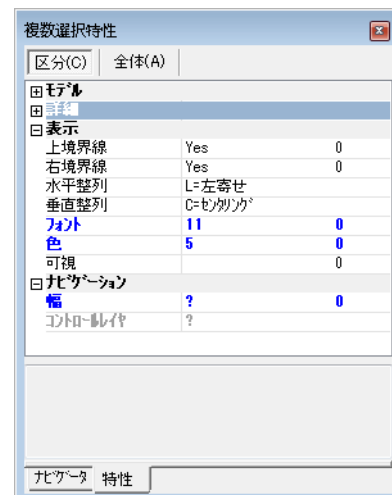 複数選択特性
区分(C) 全体(A)
ﾓﾃﾞﾙ
詳細
表示
上境界線 Yes 0
右境界線 Yes 0
水平整列 L=左寄せ
垂直整列 C=ｾﾝﾀﾘﾝｸﾞ
ﾌｫﾝﾄ 11 0
色 5 0
可視 0
ﾅﾋﾞｹﾞｰｼｮﾝ
幅 ? 0
ｺﾝﾄﾛｰﾙﾚｲﾔ ?
ﾅﾋﾞｹﾞｰﾀ 特性